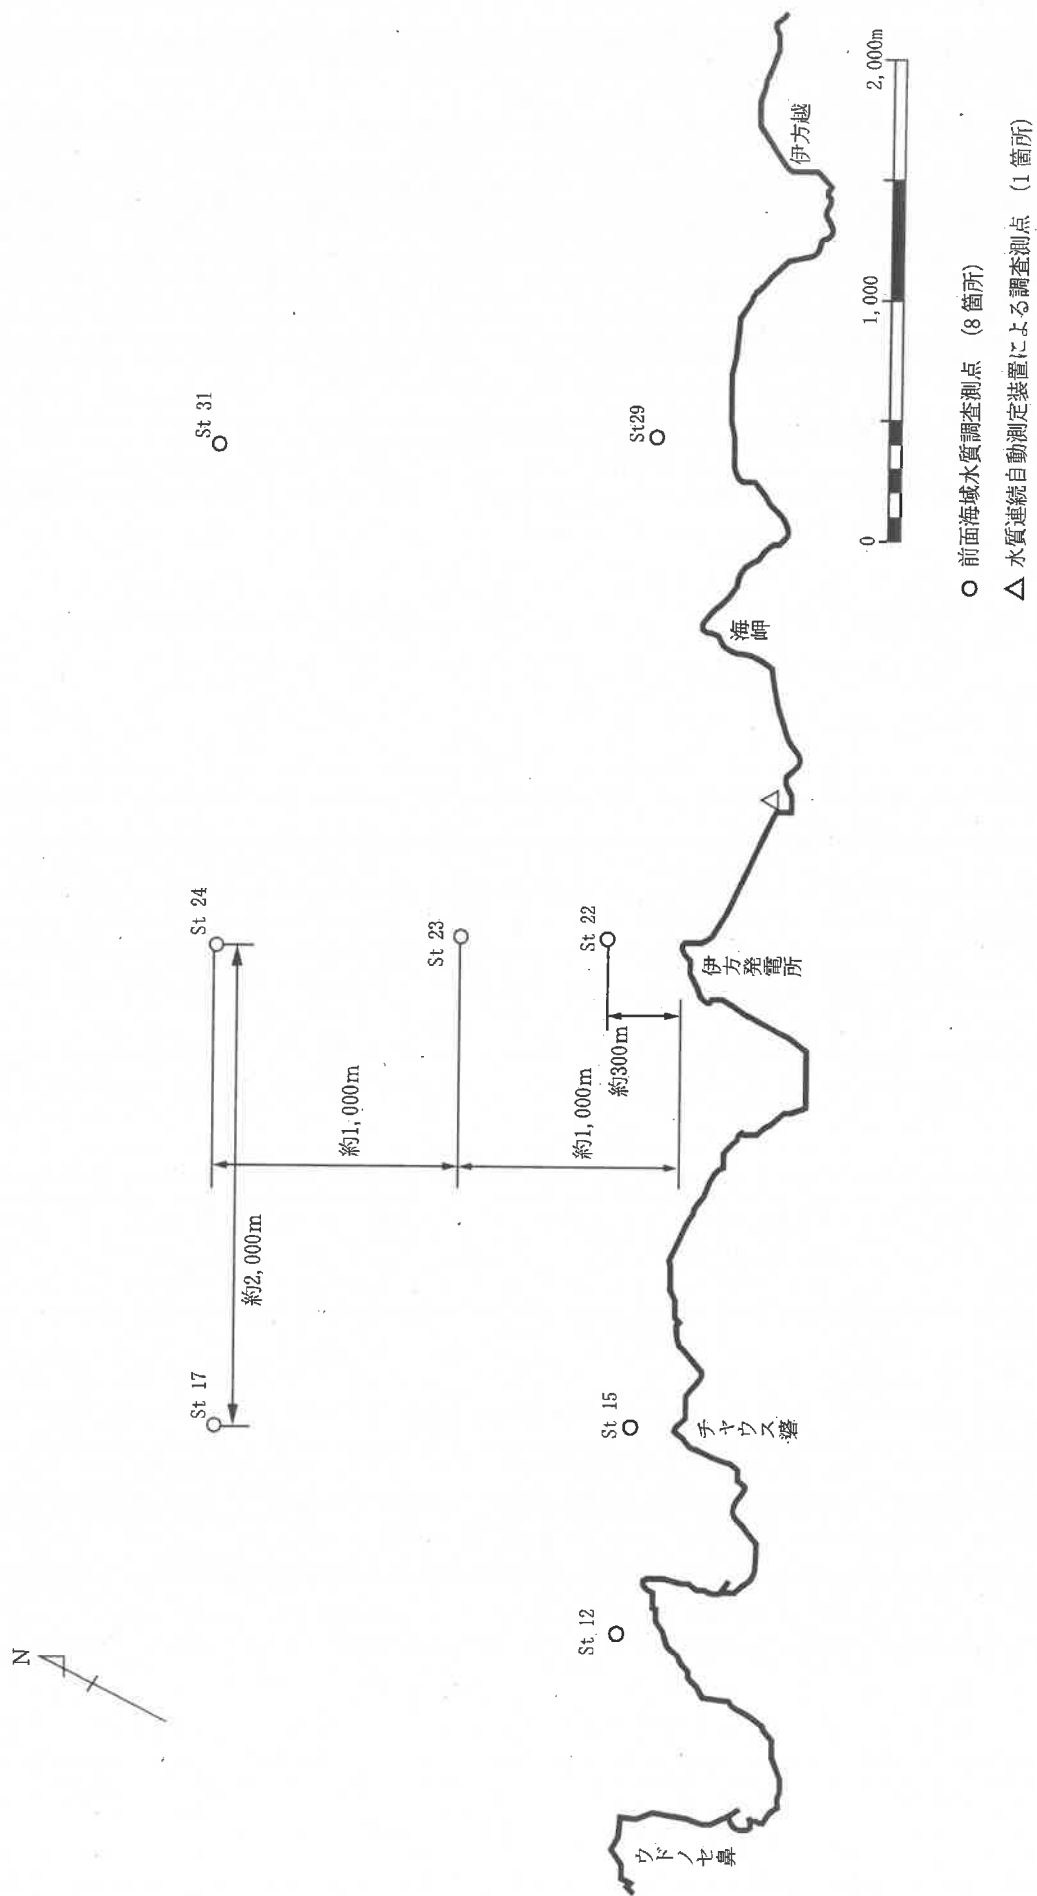 N
St 17
St 24
St 31
約2,000m
約1,000m
St 23
約1,000m
St 12
St 15
St 22
St29
約300m
ウドノセ鼻
チャウス碆
伊方発電所
海岬
伊方越
0
1,000
2,000m
○ 前面海域水質調査測点 (8 箇所)
△ 水質連続自動測定装置による調査測点 (1 箇所)